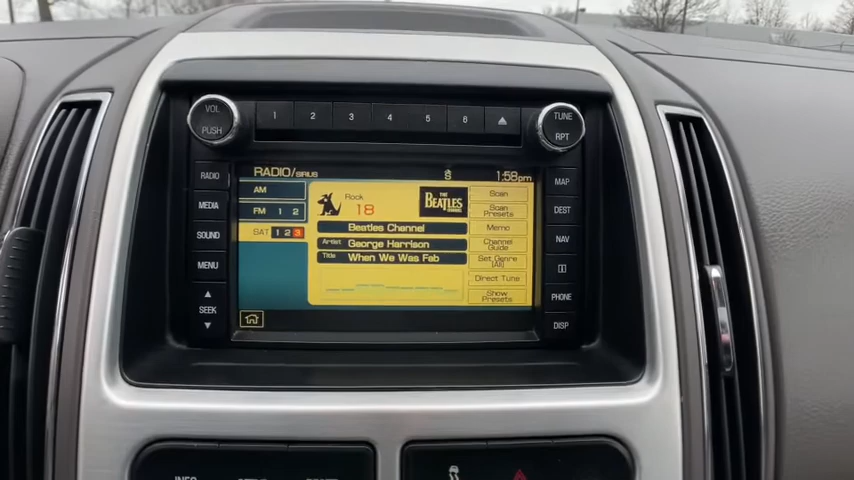 VOL
PUSH
1 2 3 4 5 6
TUNE
RPT
RADIO
MEDIA
SOUND
MENU
SEEK
RADIO/SIRIUS
1:58pm
AM
FM 1 2
SAT 1 2 3
Rock
18
THE
BEATLES
CHANNEL
Beatles Channel
Artist George Harrison
Title When We Was Fab
Scan
Scan
Presets
Memo
Channel
Guide
Set Genre
[All]
Direct Tune
Show
Presets
MAP
DEST
NAV
i
PHONE
DISP
INFO